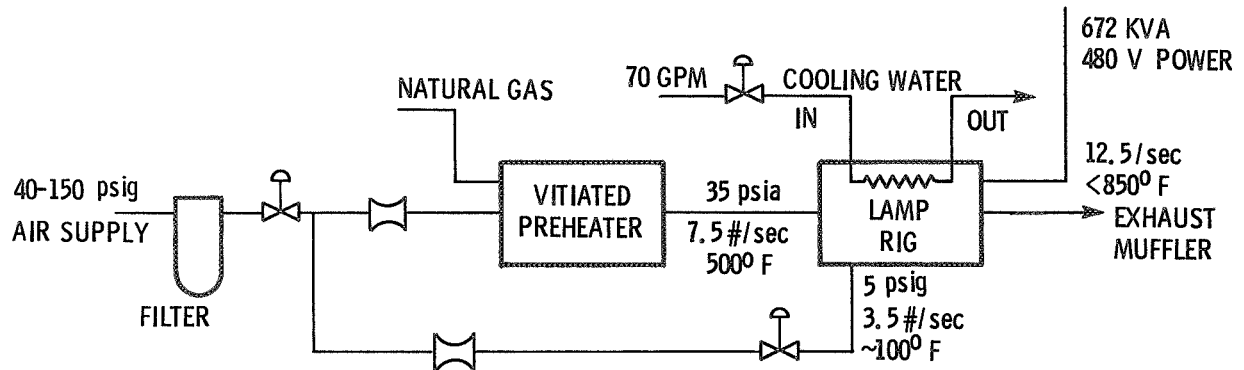 672 KVA
480 V POWER
70 GPM
COOLING WATER
IN
OUT
NATURAL GAS
12.5/sec
<850⁰ F
40-150 psig
AIR SUPPLY
VITIATED
PREHEATER
35 psia
7.5 #/sec
500⁰ F
LAMP
RIG
EXHAUST
MUFFLER
FILTER
5 psig
3.5 #/sec
~100⁰ F